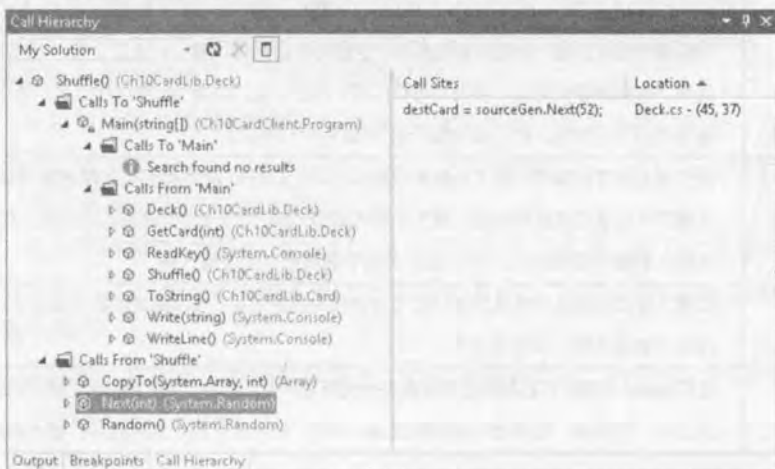 Call Hierarchy
My Solution
Shuffle() (Ch10CardLib.Deck)
Calls To 'Shuffle'
Main(string[]) (Ch10CardClient.Program)
Calls To 'Main'
Search found no results
Calls From 'Main'
Deck() (Ch10CardLib.Deck)
GetCard(int) (Ch10CardLib.Deck)
ReadKey() (System.Console)
Shuffle() (Ch10CardLib.Deck)
ToString() (Ch10CardLib.Card)
Write(string) (System.Console)
WriteLine() (System.Console)
Calls From 'Shuffle'
CopyTo(System.Array, int) (Array)
Next(int) (System.Random)
Random() (System.Random)
Call Sites Location
destCard = sourceGen.Next(52); Deck.cs - (45, 37)
Output Breakpoints Call Hierarchy